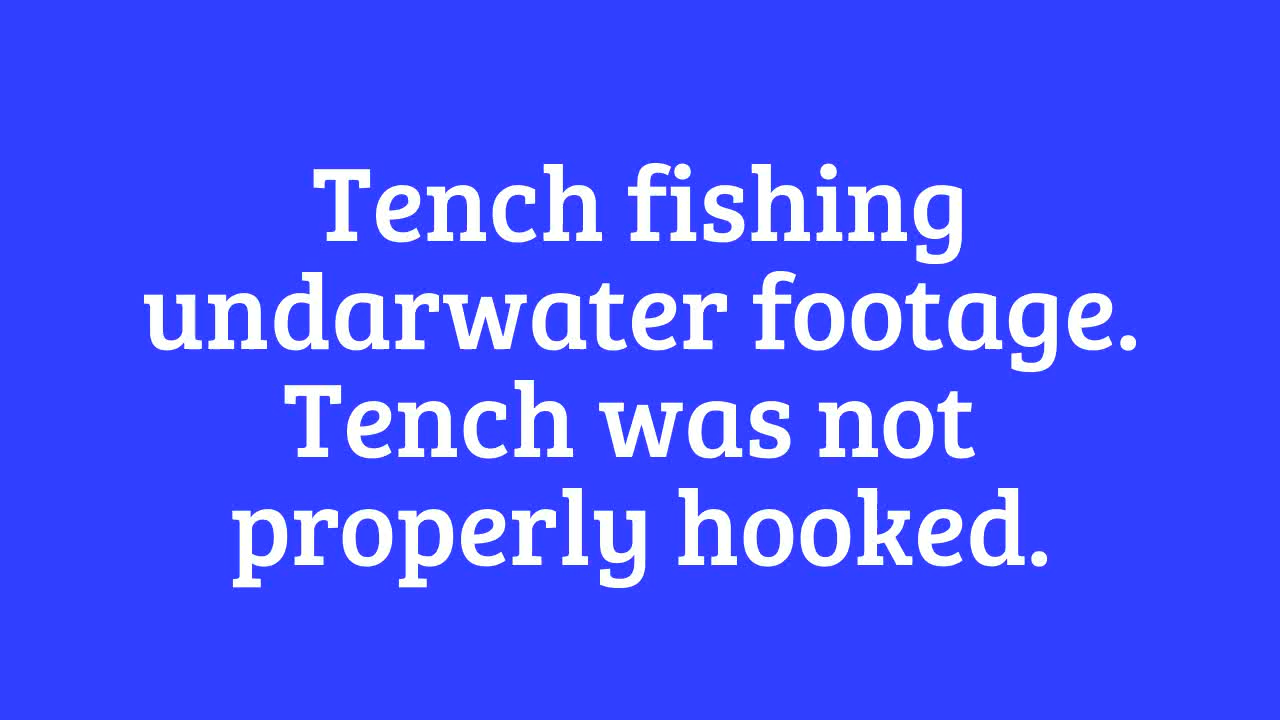 Tench fishing
undarwater footage.
Tench was not
properly hooked.